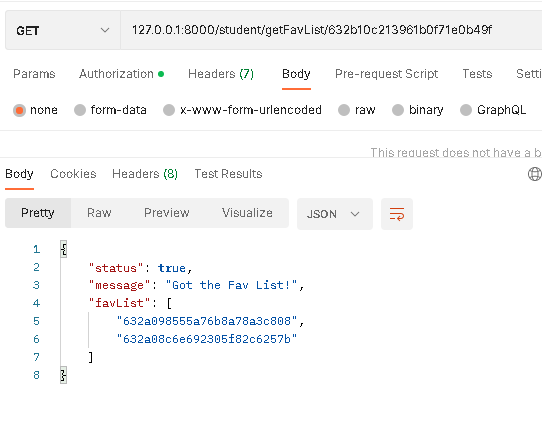 GET 127.0.0.1:8000/student/getFavList/632b10c213961b0f71e0b49f
Params Authorization Headers (7) Body Pre-request Script Tests Setti
none form-data x-www-form-urlencoded raw binary GraphQL
This request does not have a b
Body Cookies Headers (8) Test Results
Pretty Raw Preview Visualize JSON
1 {
2 "status": true,
3 "message": "Got the Fav List!",
4 "favList": [
5 "632a098555a76b8a78a3c808",
6 "632a08c6e692305f82c6257b"
7 ]
8 }